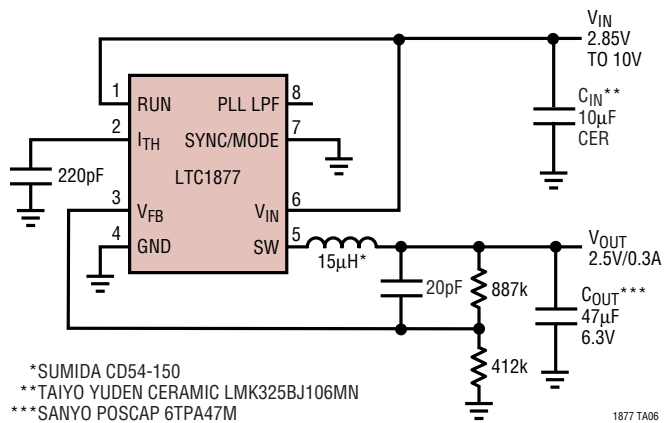 V_IN
2.85V
TO 10V
1
RUN
PLL LPF
8
C_IN**
10µF
CER
2
I_TH
SYNC/MODE
7
220pF
LTC1877
3
V_FB
V_IN
6
4
GND
SW
5
15µH*
V_OUT
2.5V/0.3A
20pF
887k
C_OUT***
47µF
6.3V
412k
*SUMIDA CD54-150
**TAIYO YUDEN CERAMIC LMK325BJ106MN
***SANYO POSCAP 6TPA47M
1877 TA06